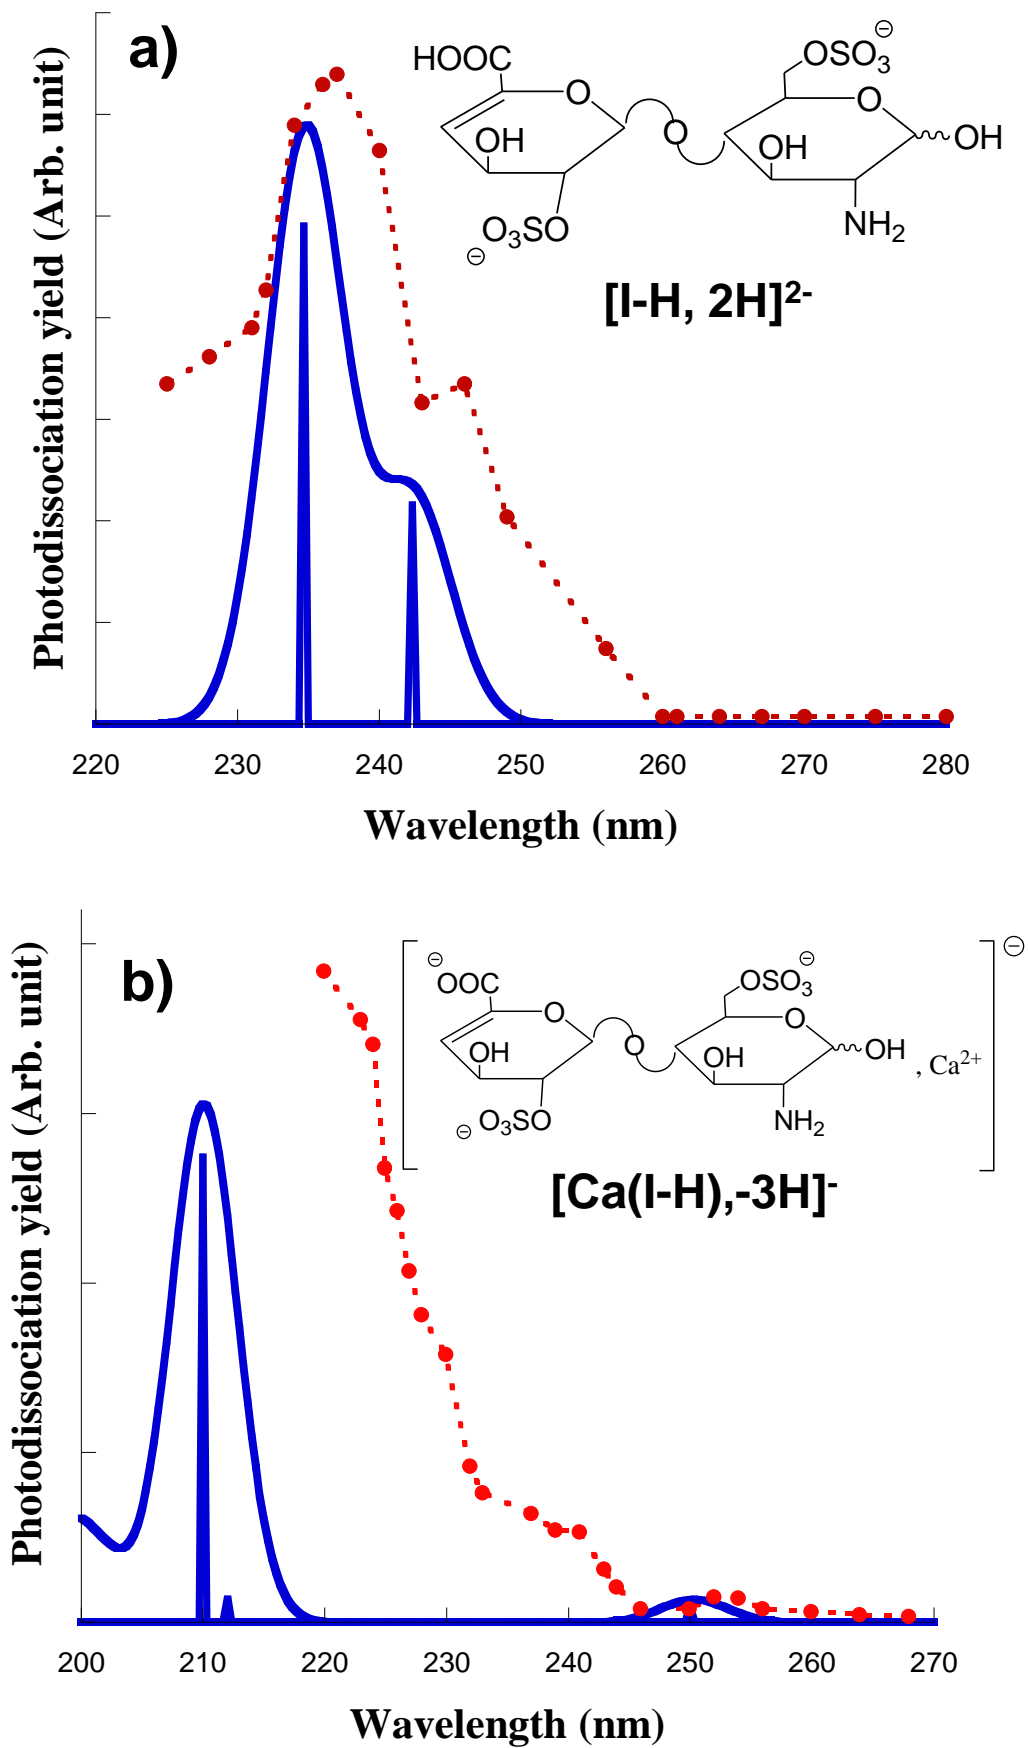 a)
Photodissociation yield (Arb. unit)
HOOC
O
OH
O₃SO
⊖
O
OSO₃
⊖
O
OH
OH
NH₂
[I-H, 2H]²⁻
220 230 240 250 260 270 280
Wavelength (nm)
b)
Photodissociation yield (Arb. unit)
⊖
OOC
O
OH
⊖ O₃SO
O
OSO₃
⊖
O
OH
OH
NH₂
, Ca²⁺
⊖
[Ca(I-H),-3H]⁻
200 210 220 230 240 250 260 270
Wavelength (nm)